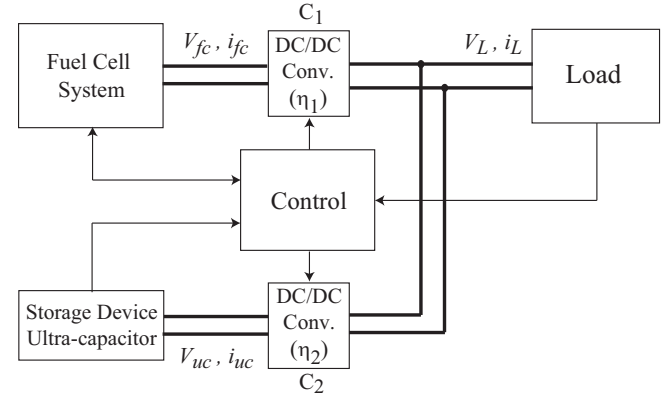 C1
Fuel Cell
System
Vfc , ifc
DC/DC
Conv.
(η1)
VL , iL
Load
Control
Storage Device
Ultra-capacitor
Vuc , iuc
DC/DC
Conv.
(η2)
C2